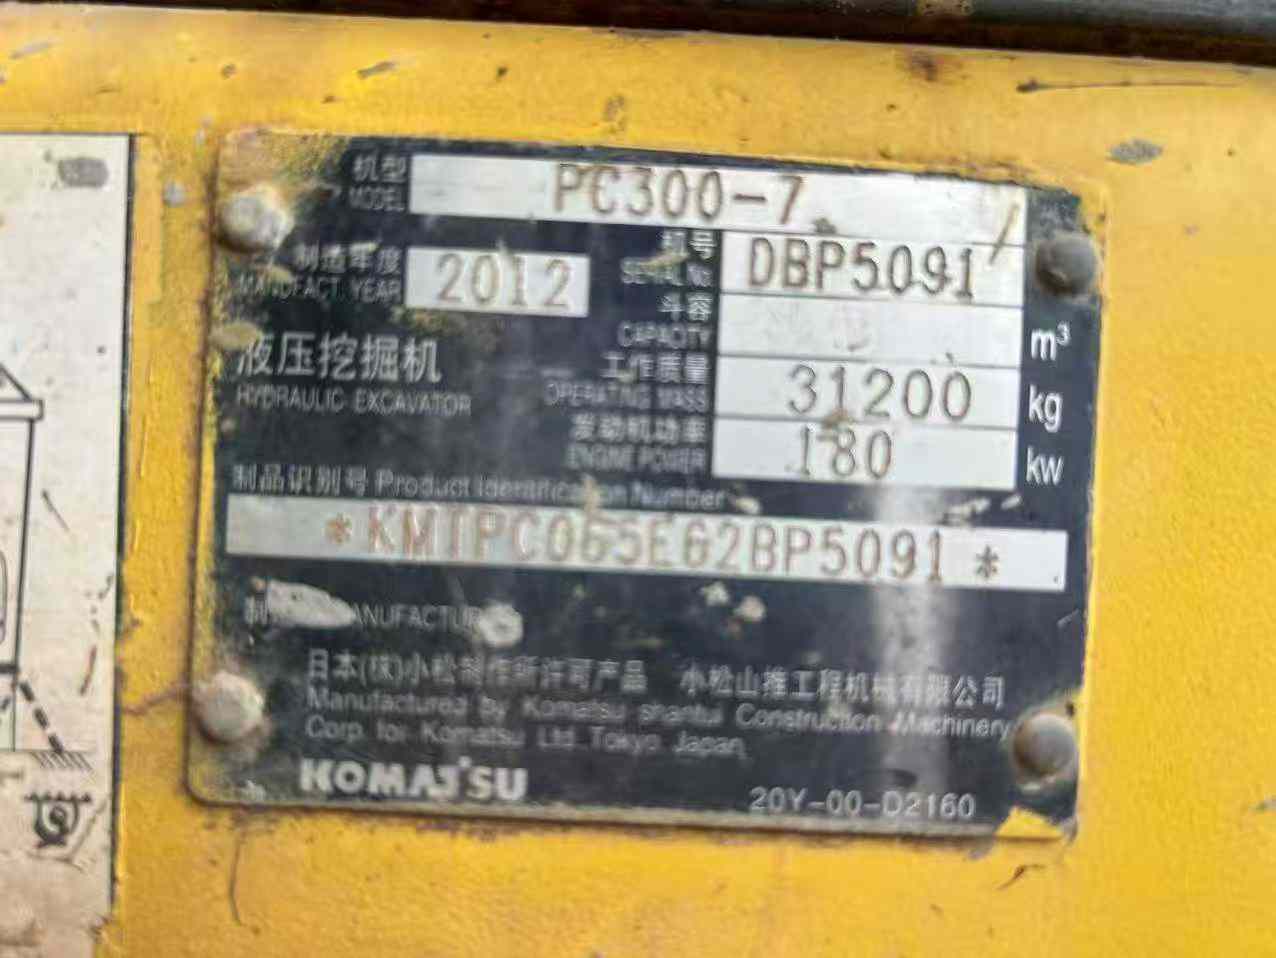 机型 PC300-7
MODEL
机号 DBP5091
SERIAL No
制造年度 2012
MANUFACT. YEAR
斗容
CAPACITY m³
液压挖掘机
HYDRAULIC EXCAVATOR
工作质量 31200 kg
OPERATING MASS
发动机功率 180 kw
ENGINE POWER
制品识别号 Product Identification Number
*KMTPC065E62BP5091*
日本(株)小松制作所许可产品 小松山推工程机械有限公司
Manufactured by Komatsu shantui Construction Machinery
Corp. for Komatsu Ltd. Tokyo Japan
KOMATSU
20Y-00-D2160